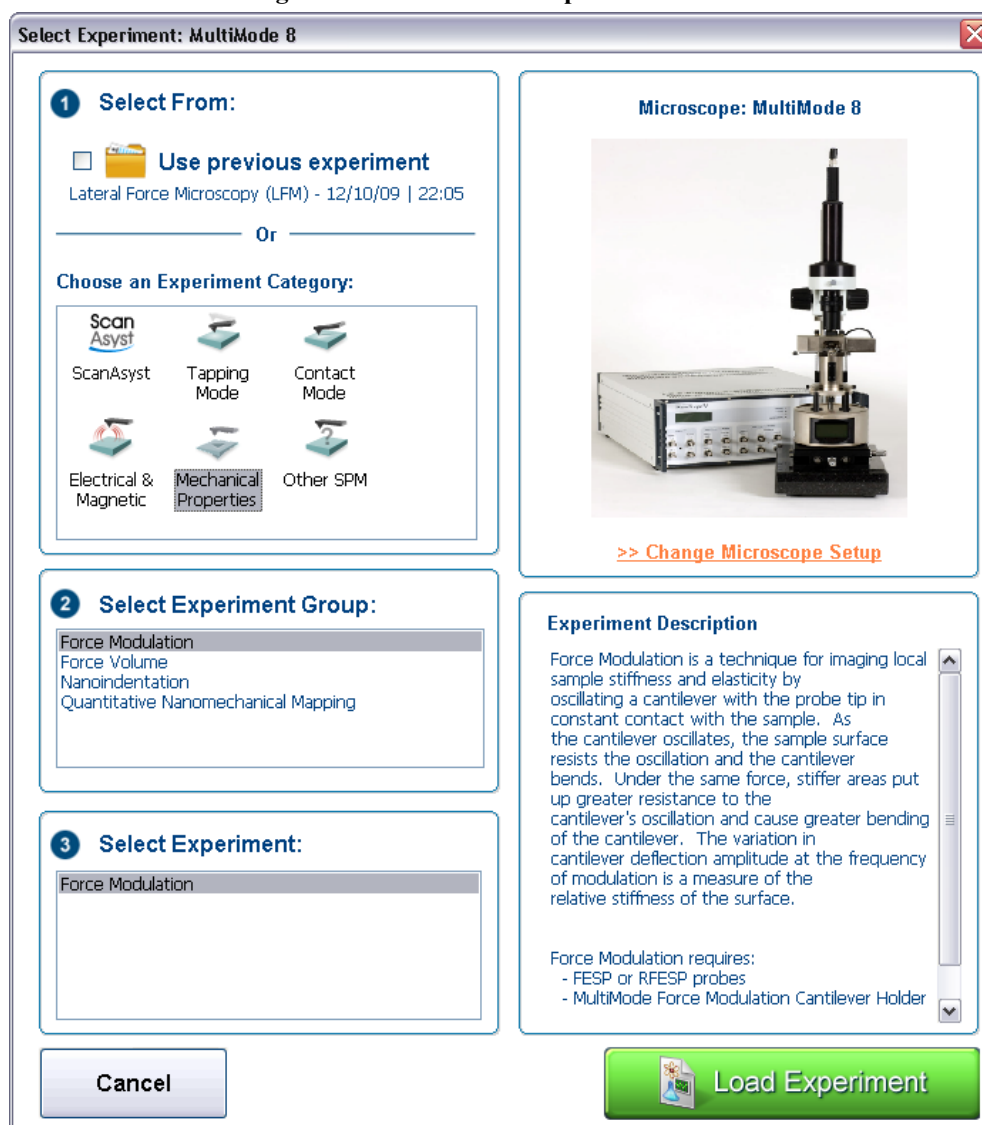 Select Experiment: MultiMode 8
1 Select From:
Use previous experiment
Lateral Force Microscopy (LFM) - 12/10/09 | 22:05
Or
Choose an Experiment Category:
Scan
Asyst
ScanAsyst
Tapping
Mode
Contact
Mode
Electrical &
Magnetic
Mechanical
Properties
Other SPM
2 Select Experiment Group:
Force Modulation
Force Volume
Nanoindentation
Quantitative Nanomechanical Mapping
3 Select Experiment:
Force Modulation
Cancel
Microscope: MultiMode 8
>> Change Microscope Setup
Experiment Description
Force Modulation is a technique for imaging local
sample stiffness and elasticity by
oscillating a cantilever with the probe tip in
constant contact with the sample. As
the cantilever oscillates, the sample surface
resists the oscillation and the cantilever
bends. Under the same force, stiffer areas put
up greater resistance to the
cantilever's oscillation and cause greater bending
of the cantilever. The variation in
cantilever deflection amplitude at the frequency
of modulation is a measure of the
relative stiffness of the surface.
Force Modulation requires:
- FESP or RFESP probes
- MultiMode Force Modulation Cantilever Holder
Load Experiment